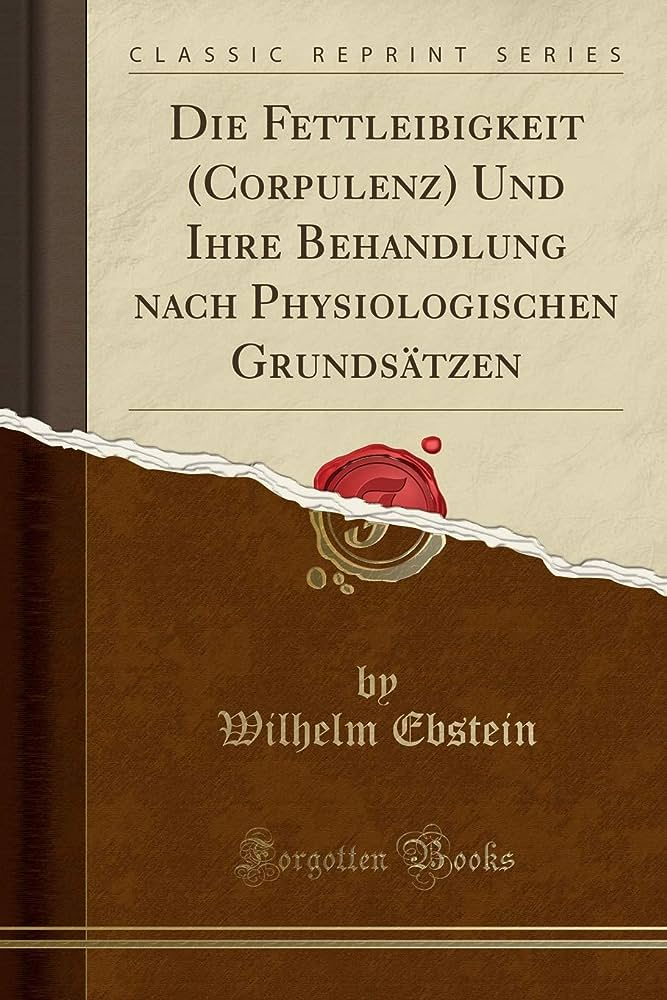 CLASSIC REPRINT SERIES
DIE FETTLEIBIGKEIT
(CORPULENZ) UND
IHRE BEHANDLUNG
NACH PHYSIOLOGISCHEN
GRUNDSÄTZEN
F
by
Wilhelm Ebstein
Forgotten Books